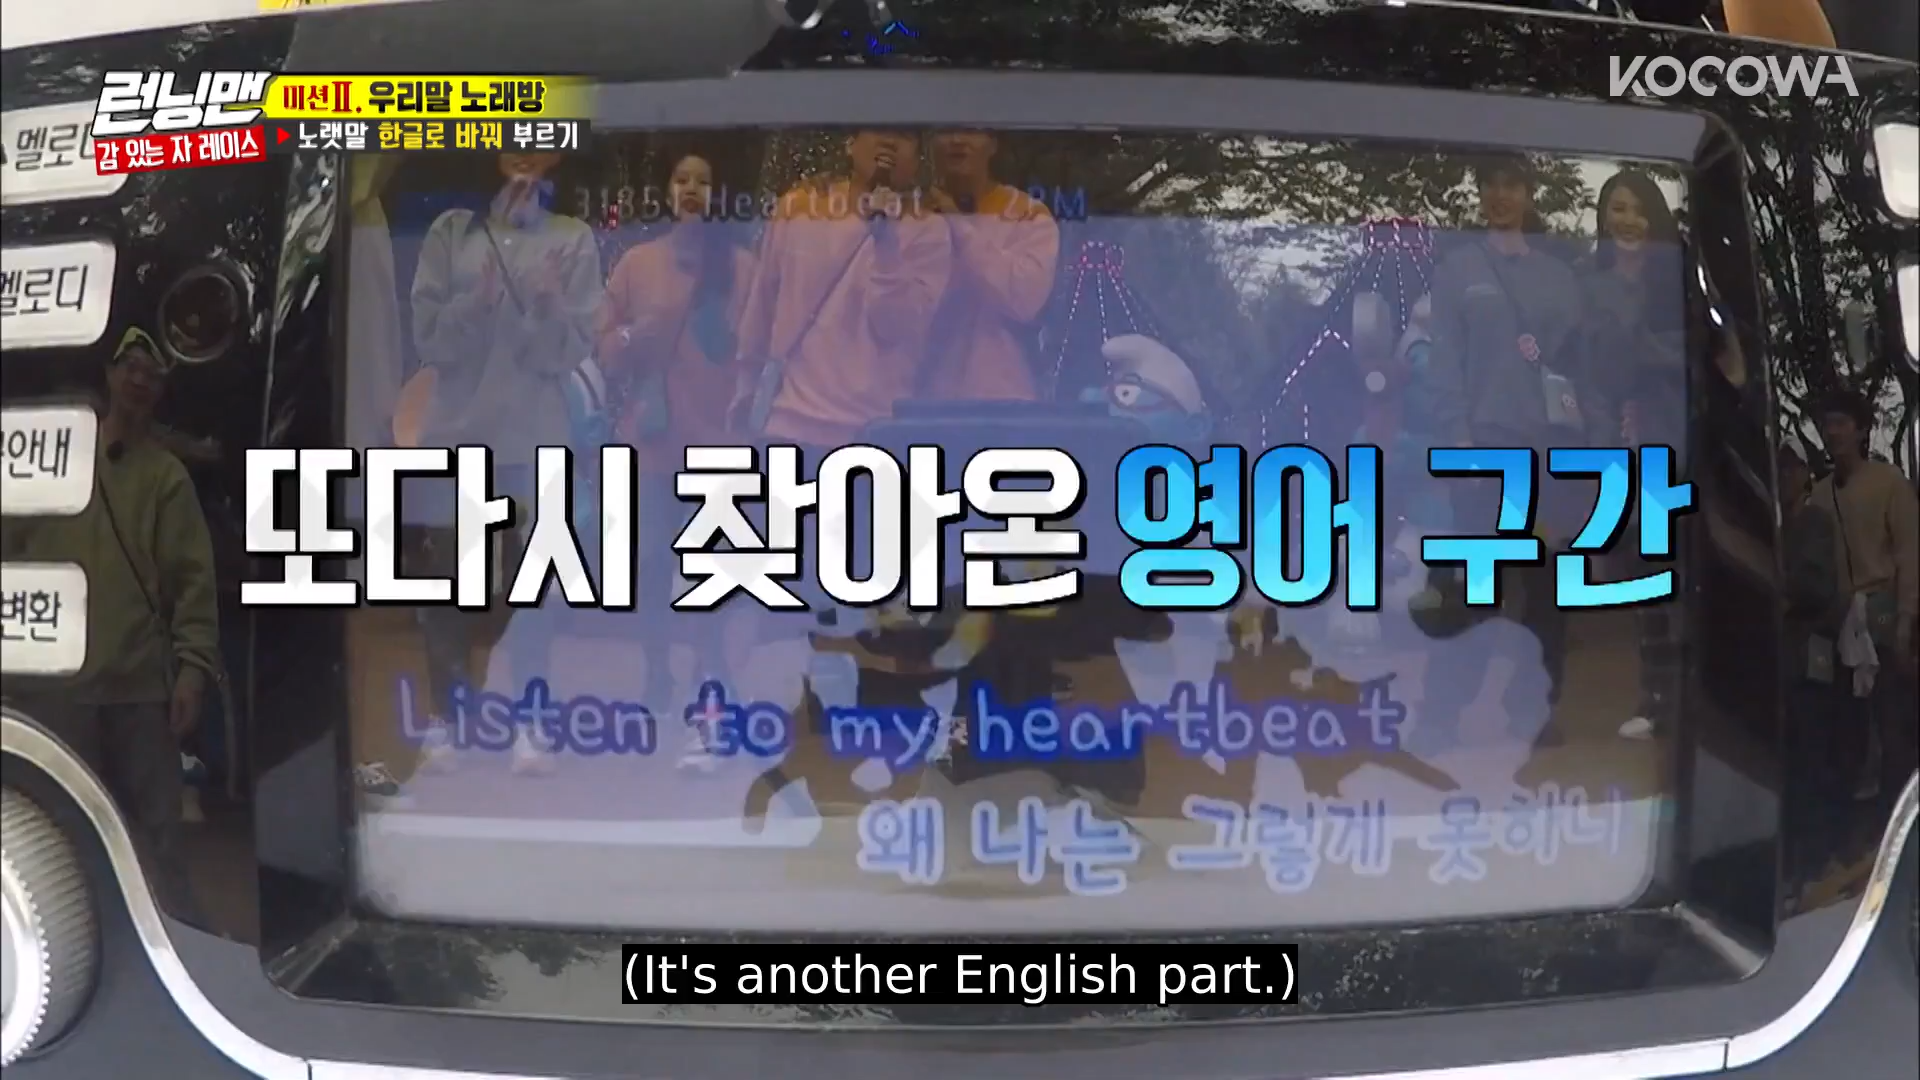 런닝맨
감 있는 자 레이스
미션Ⅱ. 우리말 노래방
▶ 노랫말 한글로 바꿔 부르기
KOCOWA
멜로디
멜로디
안내
변환
31851 Heartbeat - 2PM
또다시 찾아온 영어 구간
Listen to my heartbeat
왜 나는 그렇게 못하니
(It's another English part.)